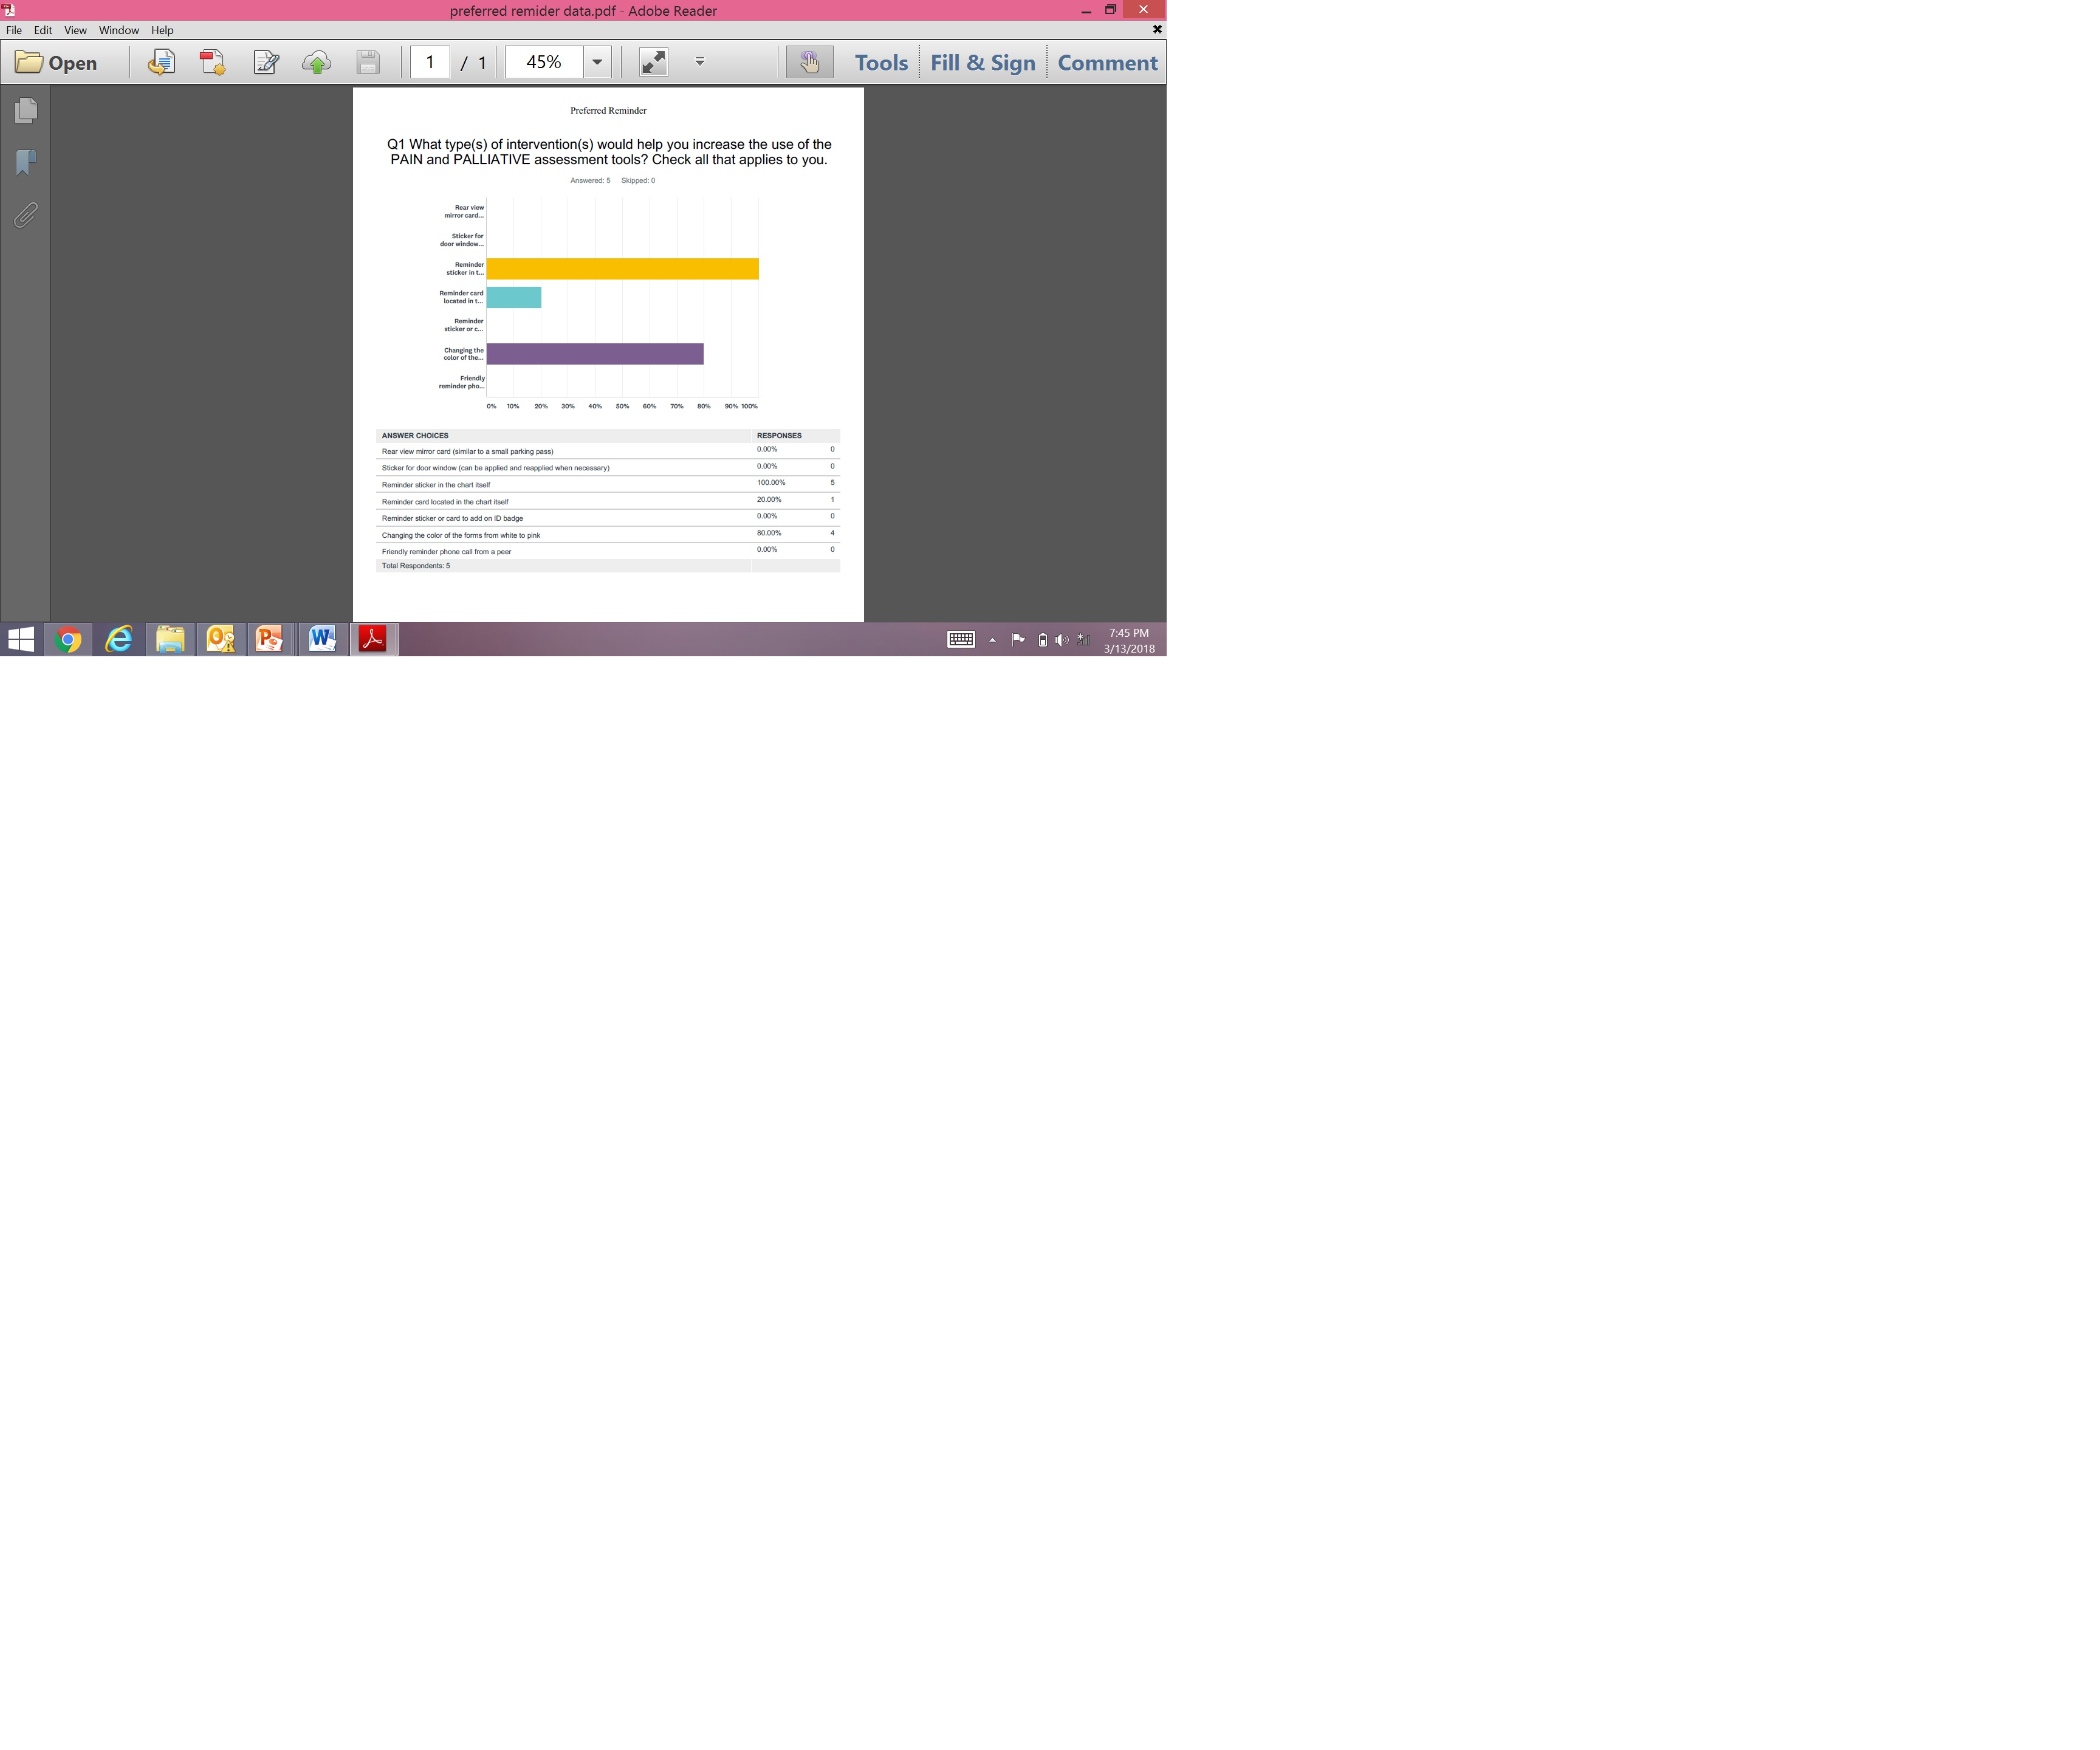 preferred remider data.pdf - Adobe Reader
File Edit View Window Help
Open 1 / 1 45% Tools Fill & Sign Comment
Preferred Reminder
Q1 What type(s) of intervention(s) would help you increase the use of the
PAIN and PALLIATIVE assessment tools? Check all that applies to you.
Answered: 5 Skipped: 0
Rear view
mirror card...
Sticker for
door window...
Reminder
sticker in t...
Reminder card
located in t...
Reminder
sticker or c...
Changing the
color of the...
Friendly
reminder pho...
0% 10% 20% 30% 40% 50% 60% 70% 80% 90% 100%
ANSWER CHOICES RESPONSES
Rear view mirror card (similar to a small parking pass) 0.00% 0
Sticker for door window (can be applied and reapplied when necessary) 0.00% 0
Reminder sticker in the chart itself 100.00% 5
Reminder card located in the chart itself 20.00% 1
Reminder sticker or card to add on ID badge 0.00% 0
Changing the color of the forms from white to pink 80.00% 4
Friendly reminder phone call from a peer 0.00% 0
Total Respondents: 5
7:45 PM
3/13/2018